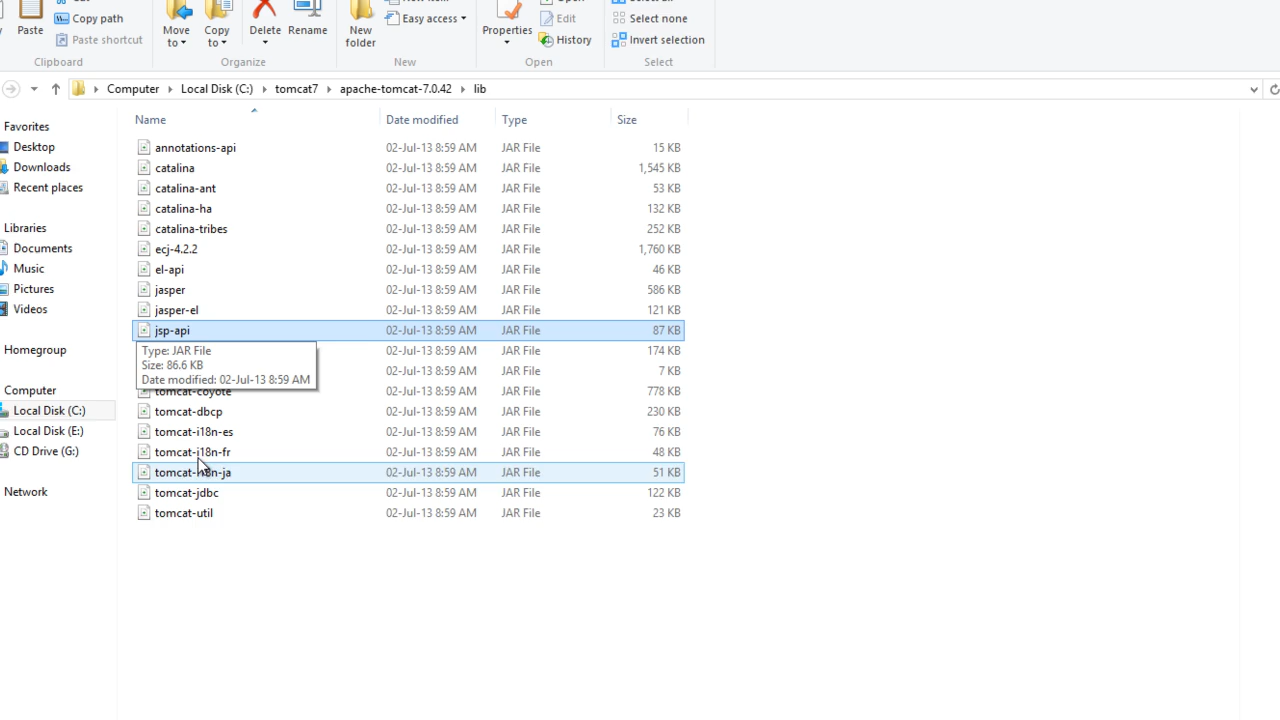 Copy path
Easy access
Edit
Select none
Paste
Paste shortcut
Move to
Copy to
Delete
Rename
New folder
Properties
History
Invert selection
Clipboard
Organize
New
Open
Select
Computer
Local Disk (C:)
tomcat7
apache-tomcat-7.0.42
lib
Favorites
Desktop
Downloads
Recent places
Libraries
Documents
Music
Pictures
Videos
Homegroup
Computer
Local Disk (C:)
Local Disk (E:)
CD Drive (G:)
Network
Name Date modified Type Size
annotations-api 02-Jul-13 8:59 AM JAR File 15 KB
catalina 02-Jul-13 8:59 AM JAR File 1,545 KB
catalina-ant 02-Jul-13 8:59 AM JAR File 53 KB
catalina-ha 02-Jul-13 8:59 AM JAR File 132 KB
catalina-tribes 02-Jul-13 8:59 AM JAR File 252 KB
ecj-4.2.2 02-Jul-13 8:59 AM JAR File 1,760 KB
el-api 02-Jul-13 8:59 AM JAR File 46 KB
jasper 02-Jul-13 8:59 AM JAR File 586 KB
jasper-el 02-Jul-13 8:59 AM JAR File 121 KB
jsp-api 02-Jul-13 8:59 AM JAR File 87 KB
02-Jul-13 8:59 AM JAR File 174 KB
02-Jul-13 8:59 AM JAR File 7 KB
Type: JAR File
Size: 86.6 KB
Date modified: 02-Jul-13 8:59 AM
tomcat-coyote 02-Jul-13 8:59 AM JAR File 778 KB
tomcat-dbcp 02-Jul-13 8:59 AM JAR File 230 KB
tomcat-i18n-es 02-Jul-13 8:59 AM JAR File 76 KB
tomcat-i18n-fr 02-Jul-13 8:59 AM JAR File 48 KB
tomcat-i18n-ja 02-Jul-13 8:59 AM JAR File 51 KB
tomcat-jdbc 02-Jul-13 8:59 AM JAR File 122 KB
tomcat-util 02-Jul-13 8:59 AM JAR File 23 KB